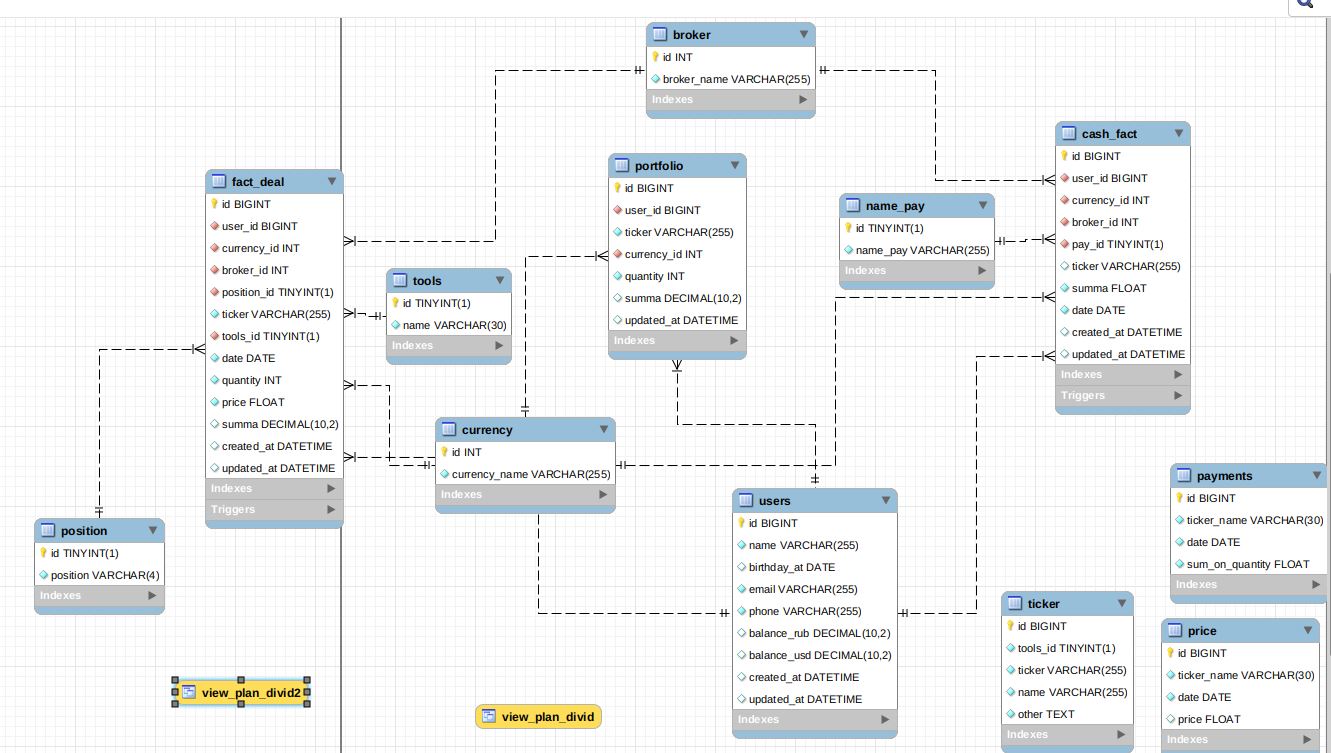 broker
id INT
broker_name VARCHAR(255)
Indexes
cash_fact
id BIGINT
user_id BIGINT
currency_id INT
broker_id INT
pay_id TINYINT(1)
ticker VARCHAR(255)
summa FLOAT
date DATE
created_at DATETIME
updated_at DATETIME
Indexes
Triggers
portfolio
id BIGINT
user_id BIGINT
ticker VARCHAR(255)
currency_id INT
quantity INT
summa DECIMAL(10,2)
updated_at DATETIME
Indexes
fact_deal
id BIGINT
user_id BIGINT
currency_id INT
broker_id INT
position_id TINYINT(1)
ticker VARCHAR(255)
tools_id TINYINT(1)
date DATE
quantity INT
price FLOAT
summa DECIMAL(10,2)
created_at DATETIME
updated_at DATETIME
Indexes
Triggers
name_pay
id TINYINT(1)
name_pay VARCHAR(255)
Indexes
tools
id TINYINT(1)
name VARCHAR(30)
Indexes
currency
id INT
currency_name VARCHAR(255)
Indexes
payments
id BIGINT
ticker_name VARCHAR(30)
date DATE
sum_on_quantity FLOAT
Indexes
users
id BIGINT
name VARCHAR(255)
birthday_at DATE
email VARCHAR(255)
phone VARCHAR(255)
balance_rub DECIMAL(10,2)
balance_usd DECIMAL(10,2)
created_at DATETIME
updated_at DATETIME
Indexes
position
id TINYINT(1)
position VARCHAR(4)
Indexes
ticker
id BIGINT
tools_id TINYINT(1)
ticker VARCHAR(255)
name VARCHAR(255)
other TEXT
Indexes
price
id BIGINT
ticker_name VARCHAR(30)
date DATE
price FLOAT
Indexes
view_plan_divid2
view_plan_divid